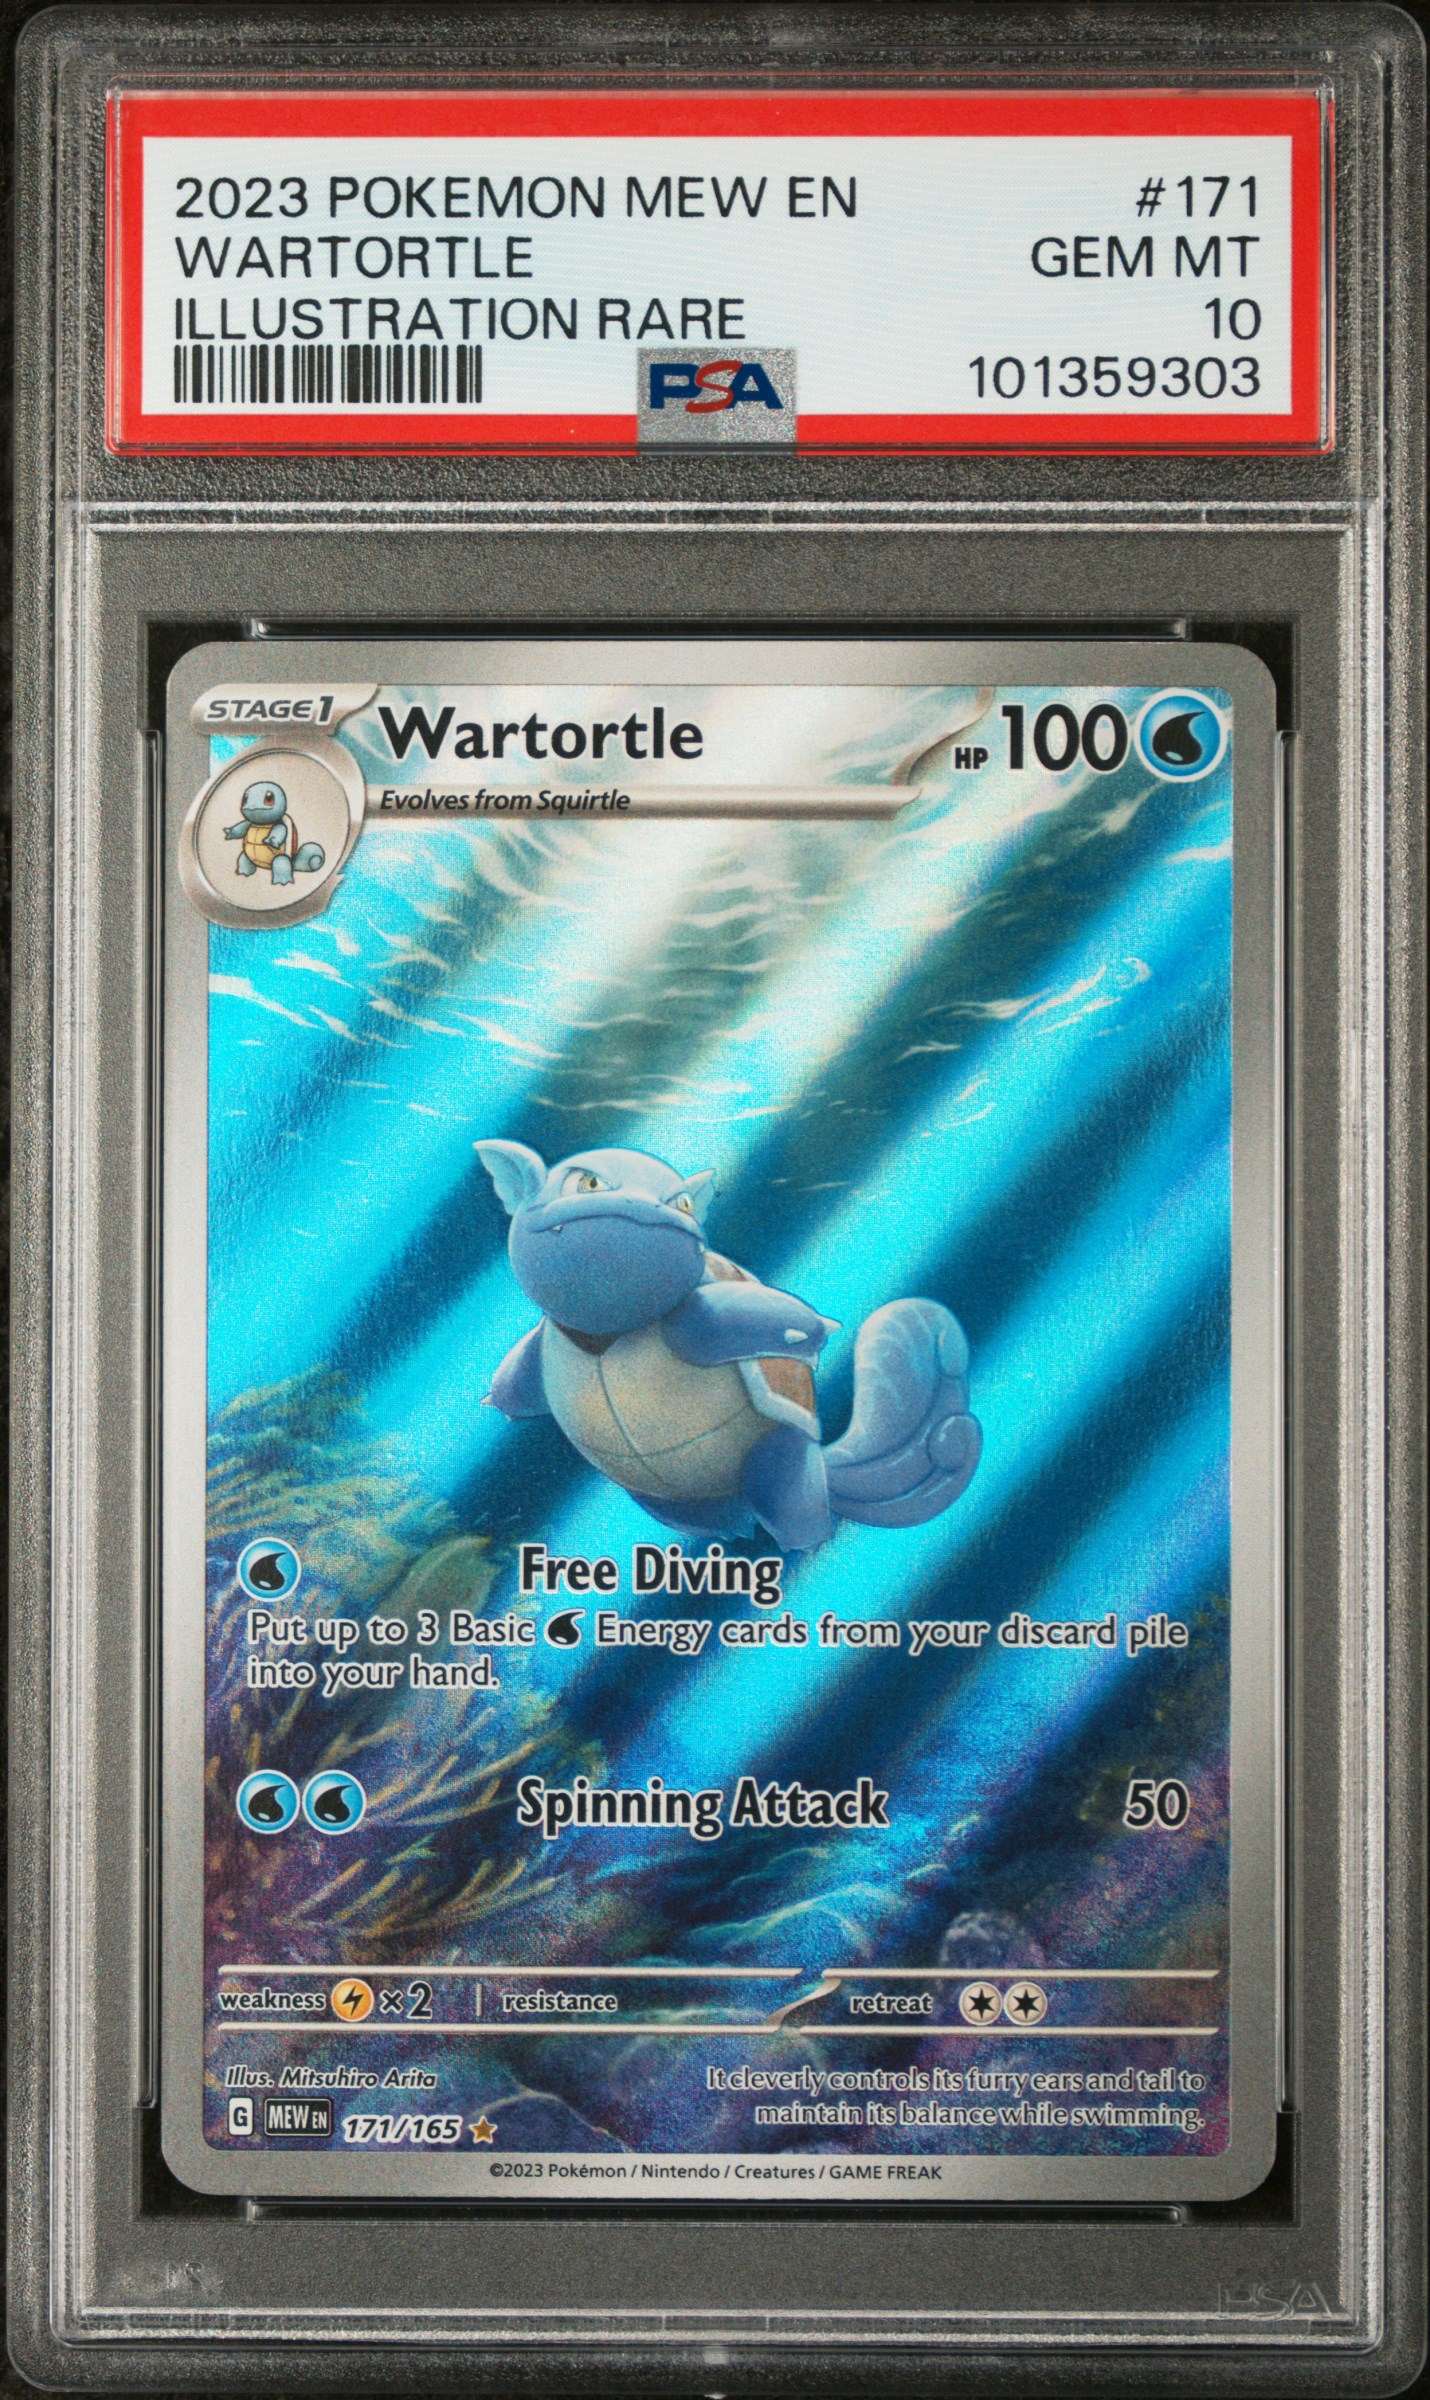 2023 POKEMON MEW EN #171
WARTORTLE GEM MT
ILLUSTRATION RARE 10
PSA 101359303
STAGE 1 Wartortle HP 100
Evolves from Squirtle
Free Diving
Put up to 3 Basic Energy cards from your discard pile
into your hand.
Spinning Attack 50
weakness ×2 resistance retreat
Illus. Mitsuhiro Arita
It cleverly controls its furry ears and tail to
maintain its balance while swimming.
G MEW EN 171/165
©2023 Pokémon / Nintendo / Creatures / GAME FREAK
PSA